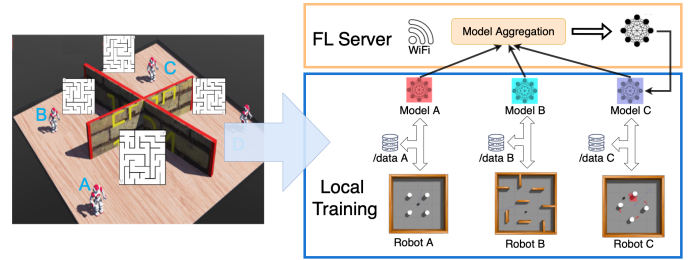 C
B
D
A
FL Server
WiFi
Model Aggregation
Model A
Model B
Model C
/data A
/data B
/data C
Local
Training
Robot A
Robot B
Robot C